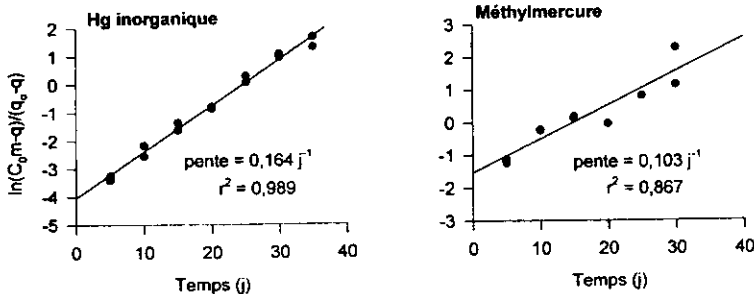 Hg inorganique
ln(C₀m-q)/(qₒ-q)
2
1
0
-1
-2
-3
-4
-5
pente = 0,164 j⁻¹
r² = 0,989
0 10 20 30 40
Temps (j)
Méthylmercure
3
2
1
0
-1
-2
-3
pente = 0,103 j⁻¹
r² = 0,867
0 10 20 30 40
Temps (j)